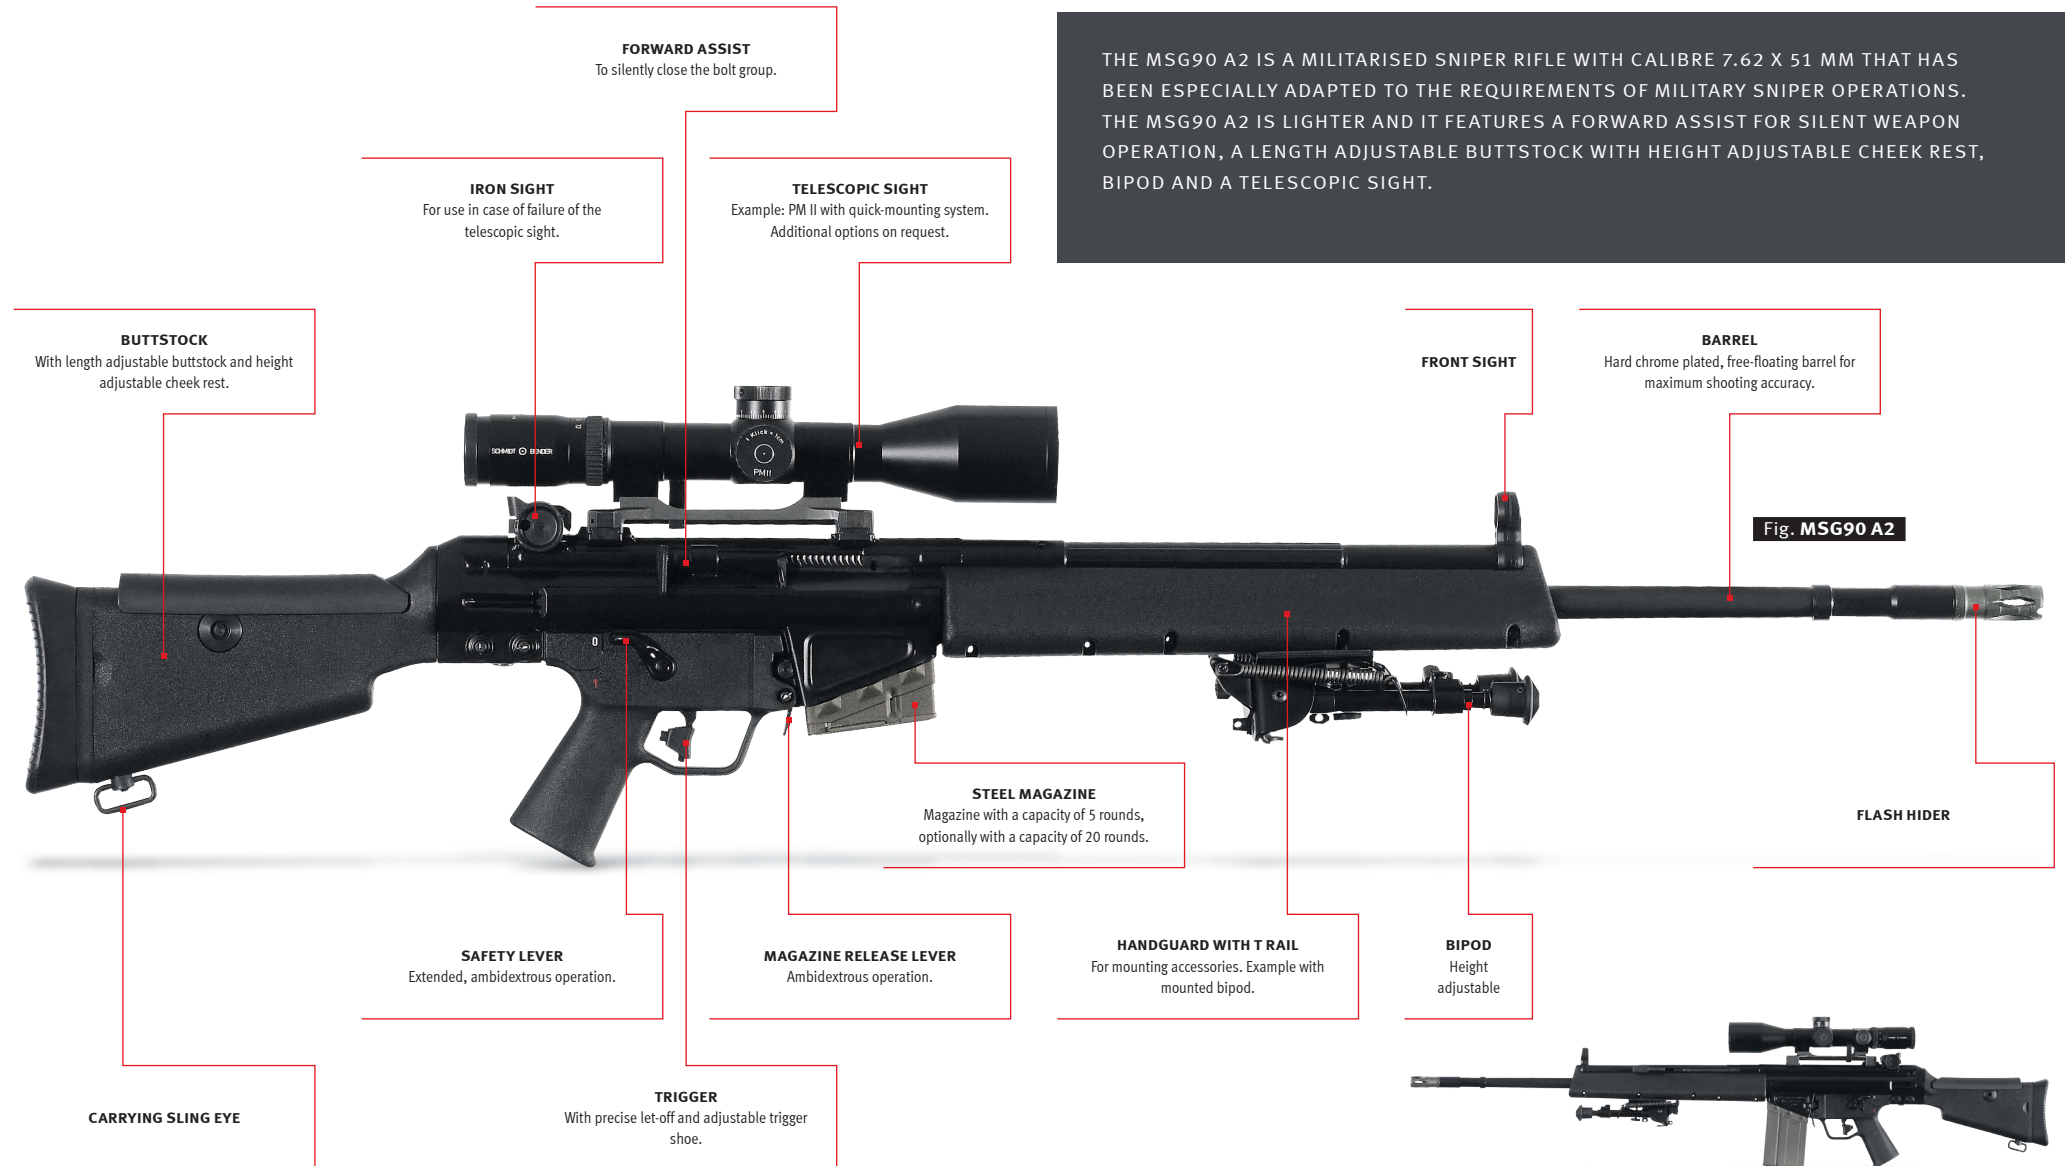 FORWARD ASSIST
To silently close the bolt group.
THE MSG90 A2 IS A MILITARISED SNIPER RIFLE WITH CALIBRE 7.62 X 51 MM THAT HAS
BEEN ESPECIALLY ADAPTED TO THE REQUIREMENTS OF MILITARY SNIPER OPERATIONS.
THE MSG90 A2 IS LIGHTER AND IT FEATURES A FORWARD ASSIST FOR SILENT WEAPON
OPERATION, A LENGTH ADJUSTABLE BUTTSTOCK WITH HEIGHT ADJUSTABLE CHEEK REST,
BIPOD AND A TELESCOPIC SIGHT.
IRON SIGHT
For use in case of failure of the
telescopic sight.
TELESCOPIC SIGHT
Example: PM II with quick-mounting system.
Additional options on request.
BUTTSTOCK
With length adjustable buttstock and height
adjustable cheek rest.
FRONT SIGHT
BARREL
Hard chrome plated, free-floating barrel for
maximum shooting accuracy.
1 Klick = 1cm
SCHMIDT BENDER
PM II
Fig. MSG90 A2
0
1
STEEL MAGAZINE
Magazine with a capacity of 5 rounds,
optionally with a capacity of 20 rounds.
FLASH HIDER
SAFETY LEVER
Extended, ambidextrous operation.
MAGAZINE RELEASE LEVER
Ambidextrous operation.
HANDGUARD WITH T RAIL
For mounting accessories. Example with
mounted bipod.
BIPOD
Height
adjustable
CARRYING SLING EYE
TRIGGER
With precise let-off and adjustable trigger
shoe.